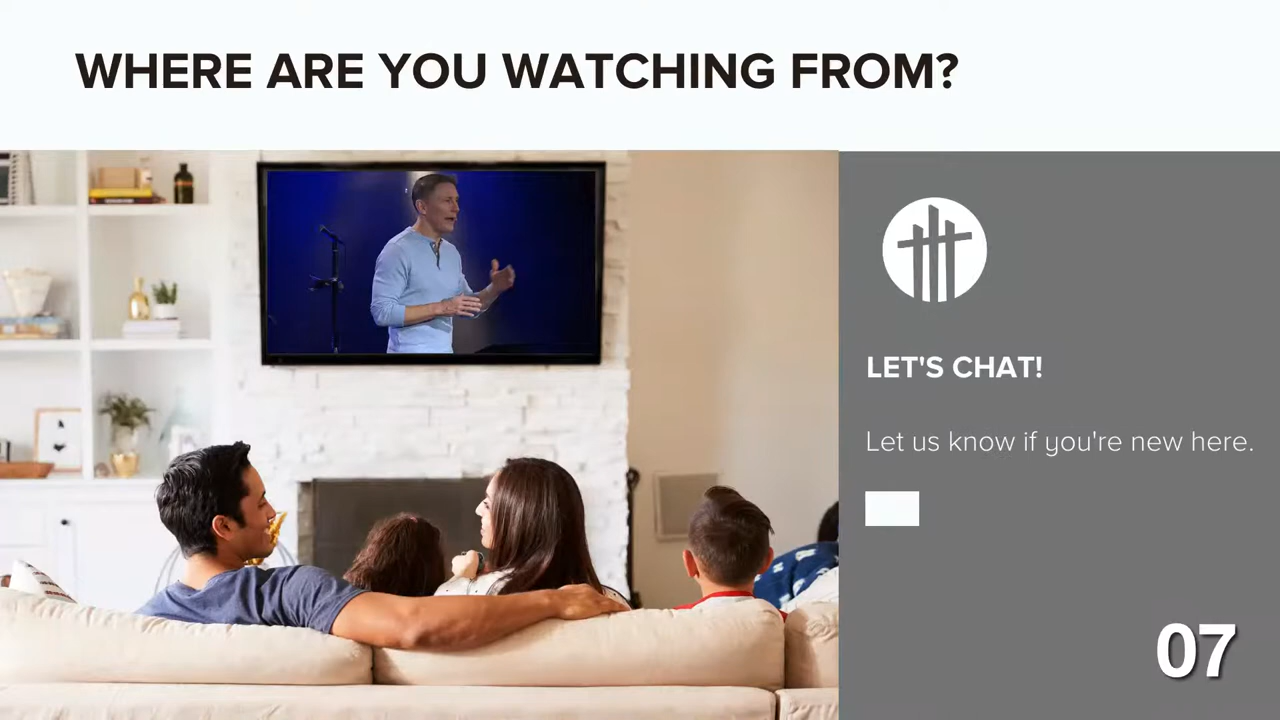 WHERE ARE YOU WATCHING FROM?
LET'S CHAT!
Let us know if you're new here.
07